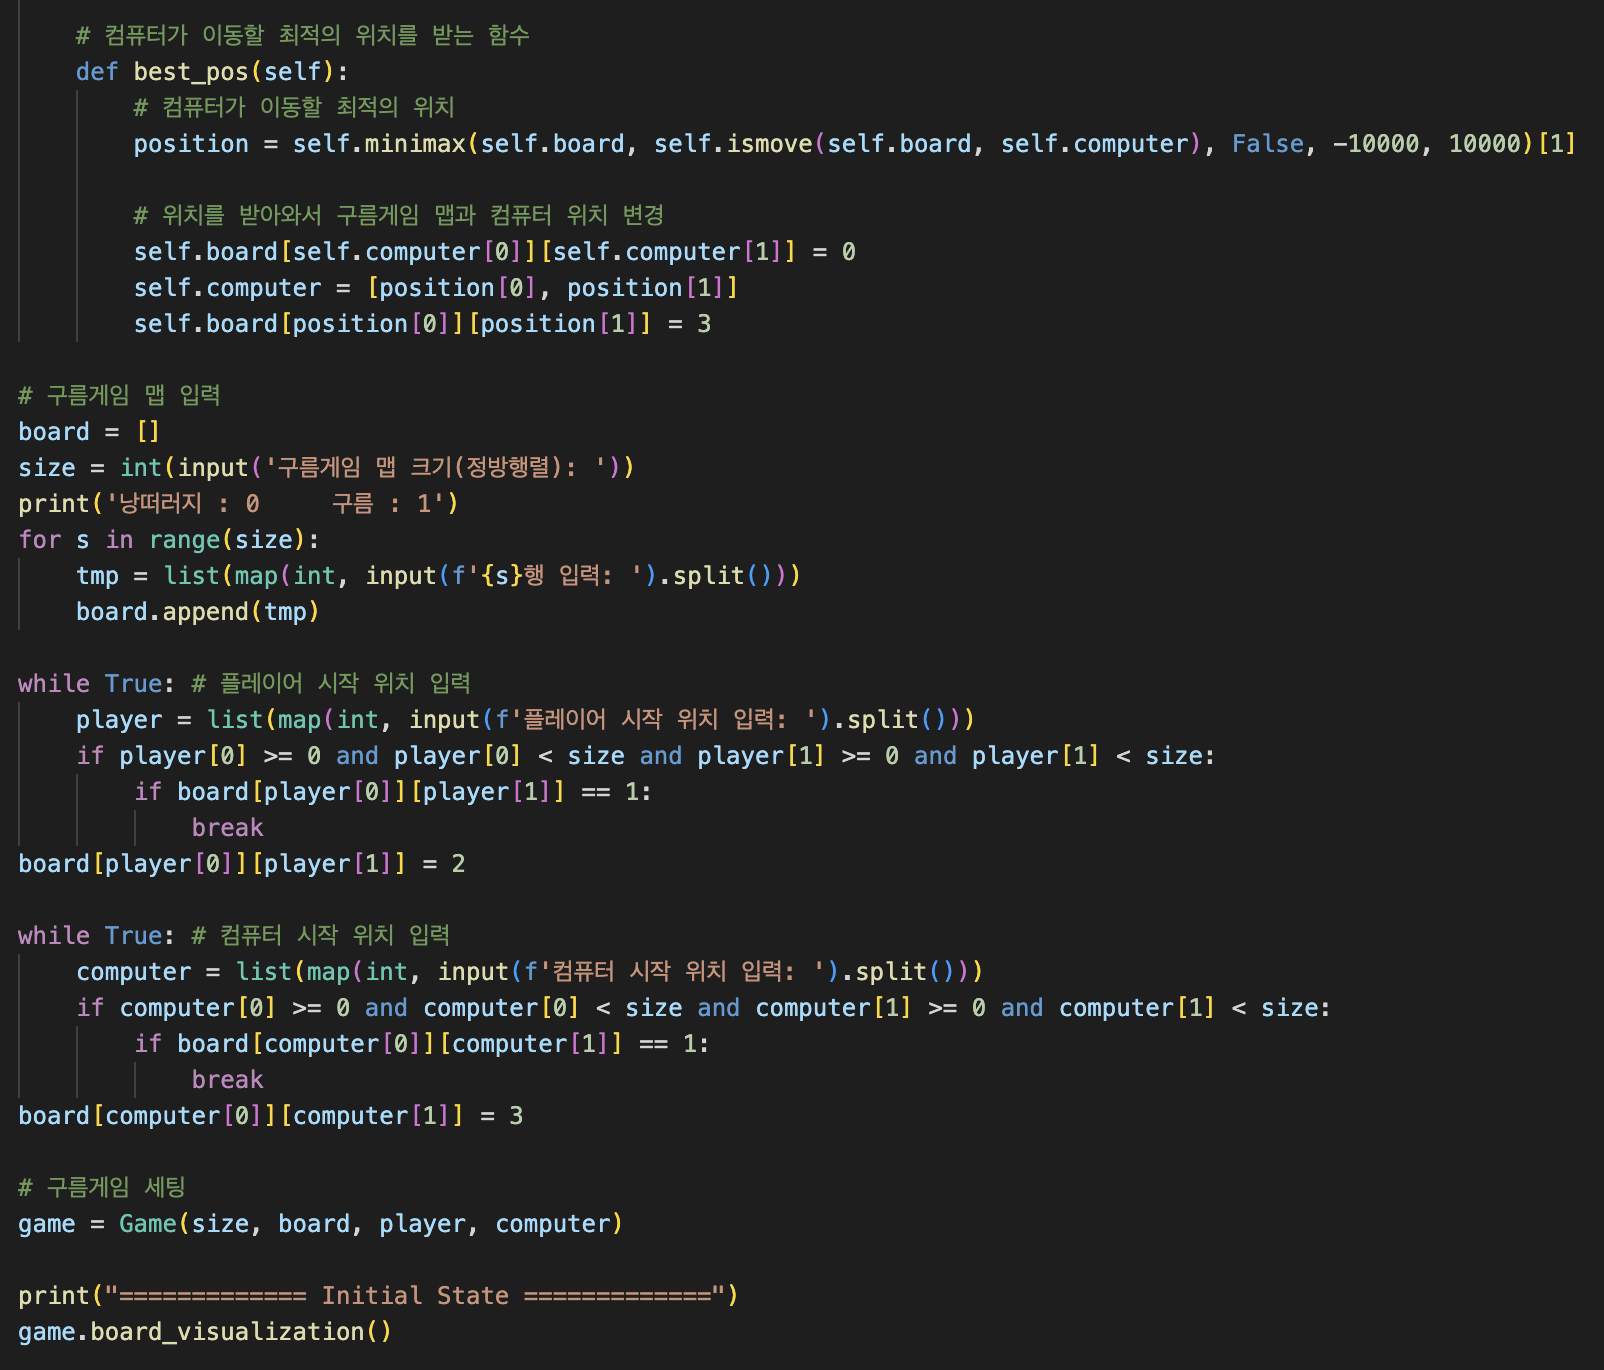 # 컴퓨터가 이동할 최적의 위치를 받는 함수
def best_pos(self):
# 컴퓨터가 이동할 최적의 위치
position = self.minimax(self.board, self.ismove(self.board, self.computer), False, -10000, 10000)[1]
# 위치를 받아와서 구름게임 맵과 컴퓨터 위치 변경
self.board[self.computer[0]][self.computer[1]] = 0
self.computer = [position[0], position[1]]
self.board[position[0]][position[1]] = 3
# 구름게임 맵 입력
board = []
size = int(input('구름게임 맵 크기(정방행렬): '))
print('낭떠러지 : 0     구름 : 1')
for s in range(size):
tmp = list(map(int, input(f'{s}행 입력: ').split()))
board.append(tmp)
while True: # 플레이어 시작 위치 입력
player = list(map(int, input(f'플레이어 시작 위치 입력: ').split()))
if player[0] >= 0 and player[0] < size and player[1] >= 0 and player[1] < size:
if board[player[0]][player[1]] == 1:
break
board[player[0]][player[1]] = 2
while True: # 컴퓨터 시작 위치 입력
computer = list(map(int, input(f'컴퓨터 시작 위치 입력: ').split()))
if computer[0] >= 0 and computer[0] < size and computer[1] >= 0 and computer[1] < size:
if board[computer[0]][computer[1]] == 1:
break
board[computer[0]][computer[1]] = 3
# 구름게임 세팅
game = Game(size, board, player, computer)
print("============= Initial State =============")
game.board_visualization()